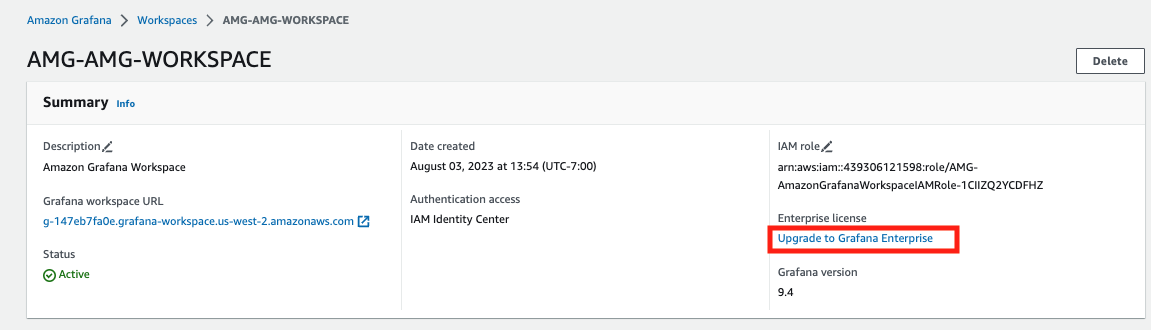 Amazon Grafana > Workspaces > AMG-AMG-WORKSPACE
AMG-AMG-WORKSPACE
Delete
Summary Info
Description
Amazon Grafana Workspace
Grafana workspace URL
g-147eb7fa0e.grafana-workspace.us-west-2.amazonaws.com
Status
Active
Date created
August 03, 2023 at 13:54 (UTC-7:00)
Authentication access
IAM Identity Center
IAM role
arn:aws:iam::439306121598:role/AMG-
AmazonGrafanaWorkspaceIAMRole-1CIIZQ2YCDFHZ
Enterprise license
Upgrade to Grafana Enterprise
Grafana version
9.4